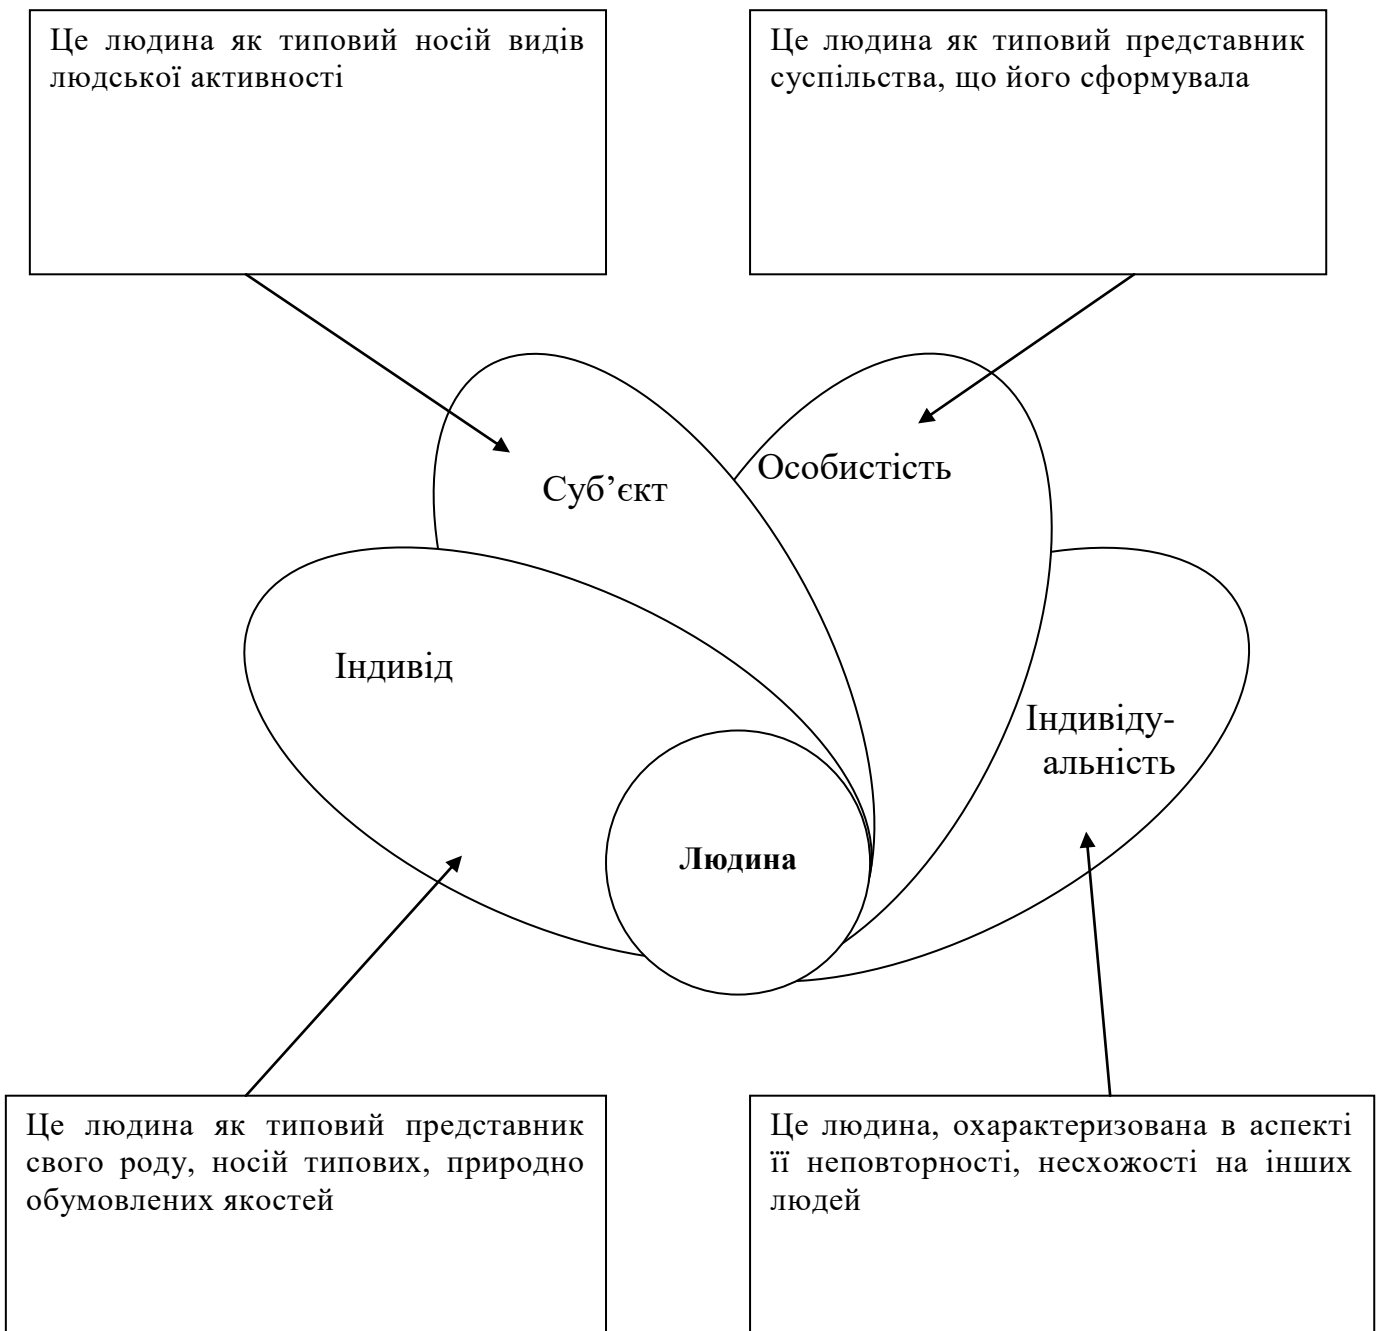 Це людина як типовий носій видів
людської активності
Це людина як типовий представник
суспільства, що його сформувала
Суб’єкт
Особистість
Індивід
Індивіду-
альність
Людина
Це людина як типовий представник
свого роду, носій типових, природно
обумовлених якостей
Це людина, охарактеризована в аспекті
її неповторності, несхожості на інших
людей